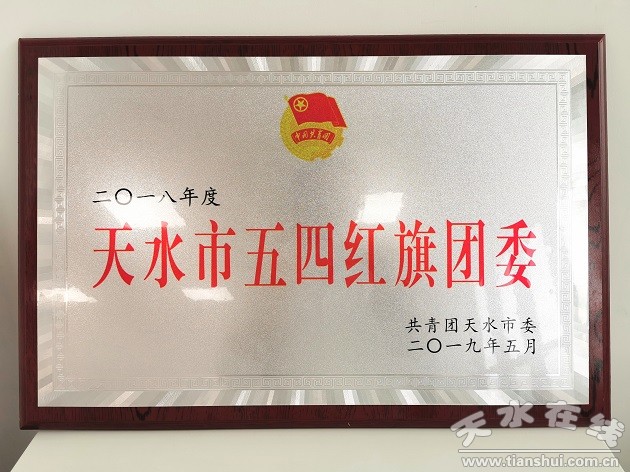 中国共青团
二〇一八年度
天水市五四红旗团委
共青团天水市委
二〇一九年五月
天水在线
www.tianshui.com.cn